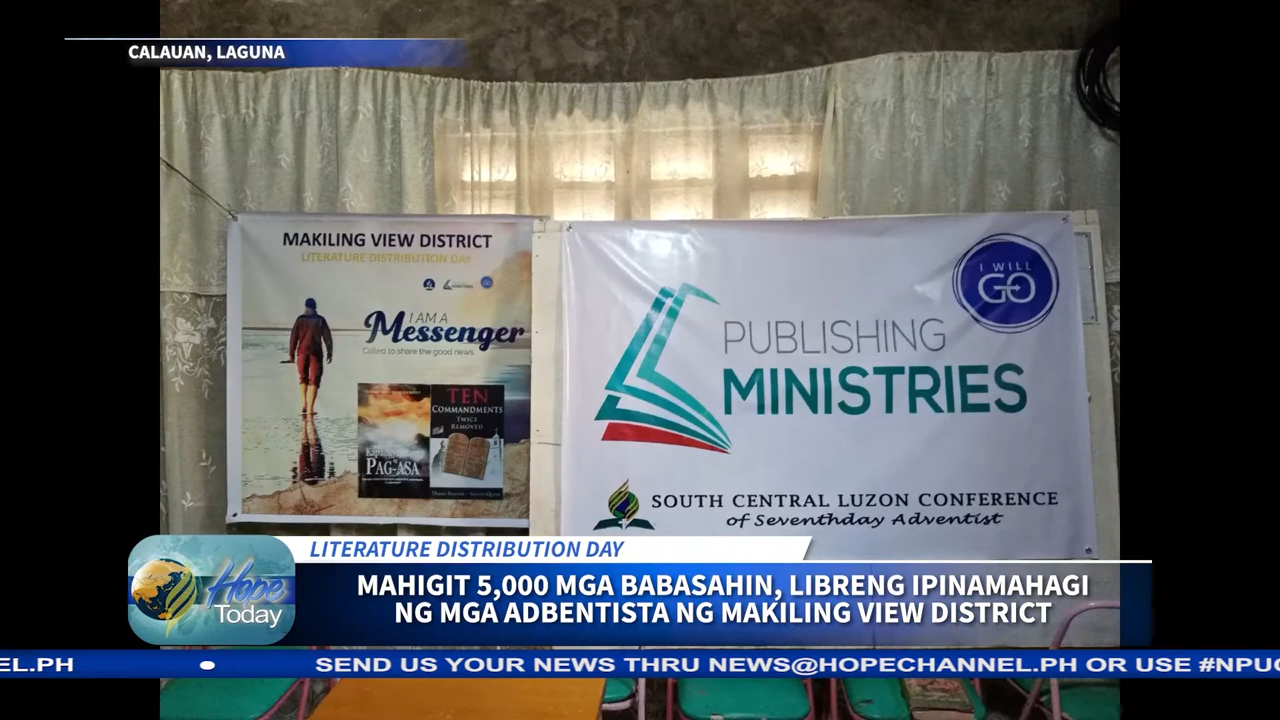 CALAUAN, LAGUNA
MAKILING VIEW DISTRICT
LITERATURE DISTRIBUTION DAY
MINISTRIES
I AM A
Messenger
Called to share the good news.
PAG-ASA
TEN
COMMANDMENTS
TWICE
REMOVED
I WILL
GO
PUBLISHING
MINISTRIES
SOUTH CENTRAL LUZON CONFERENCE
of Seventhday Adventist
LITERATURE DISTRIBUTION DAY
Hope
Today
MAHIGIT 5,000 MGA BABASAHIN, LIBRENG IPINAMAHAGI
NG MGA ADBENTISTA NG MAKILING VIEW DISTRICT
EL.PH • SEND US YOUR NEWS THRU NEWS@HOPECHANNEL.PH OR USE #NPUC